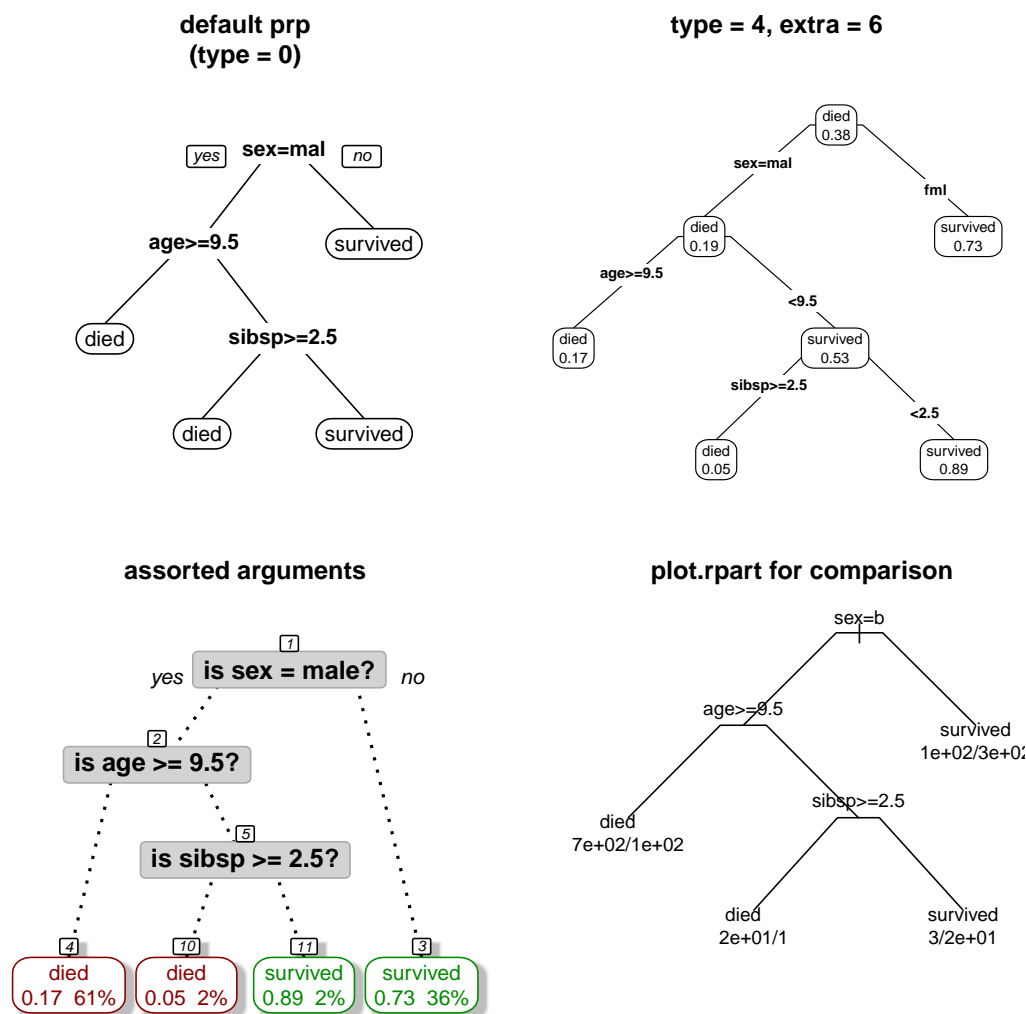 default prp
(type = 0)
yes sex=mal no
age>=9.5 survived
died sibsp>=2.5
died survived
type = 4, extra = 6
died
0.38
sex=mal
fml
died
0.19
survived
0.73
age>=9.5
<9.5
died
0.17
survived
0.53
sibsp>=2.5
<2.5
died
0.05
survived
0.89
assorted arguments
1
yes is sex = male? no
2
is age >= 9.5?
5
is sibsp >= 2.5?
4 10 11 3
died died survived survived
0.17 61% 0.05 2% 0.89 2% 0.73 36%
plot.rpart for comparison
sex=b
age>=9.5
survived
1e+02/3e+02
sibsp>=2.5
died
7e+02/1e+02
died survived
2e+01/1 3/2e+01